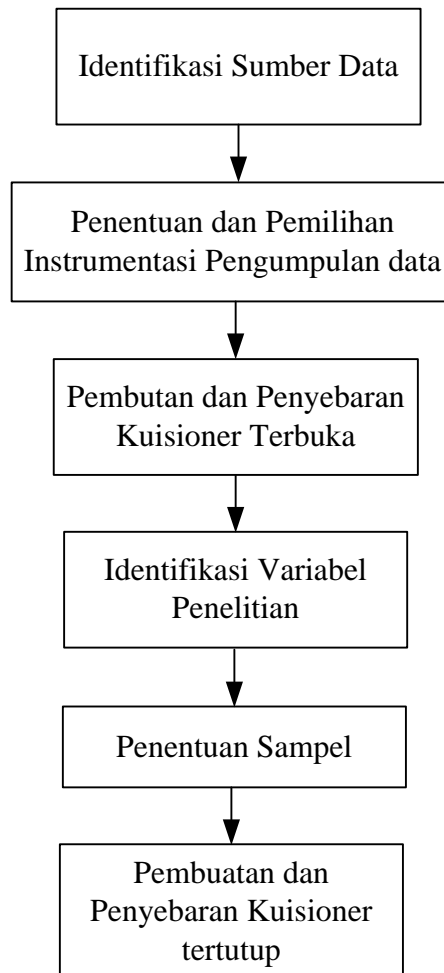 Identifikasi Sumber Data
Penentuan dan Pemilihan
Instrumentasi Pengumpulan data
Pembutan dan Penyebaran
Kuisioner Terbuka
Identifikasi Variabel
Penelitian
Penentuan Sampel
Pembuatan dan
Penyebaran Kuisioner
tertutup